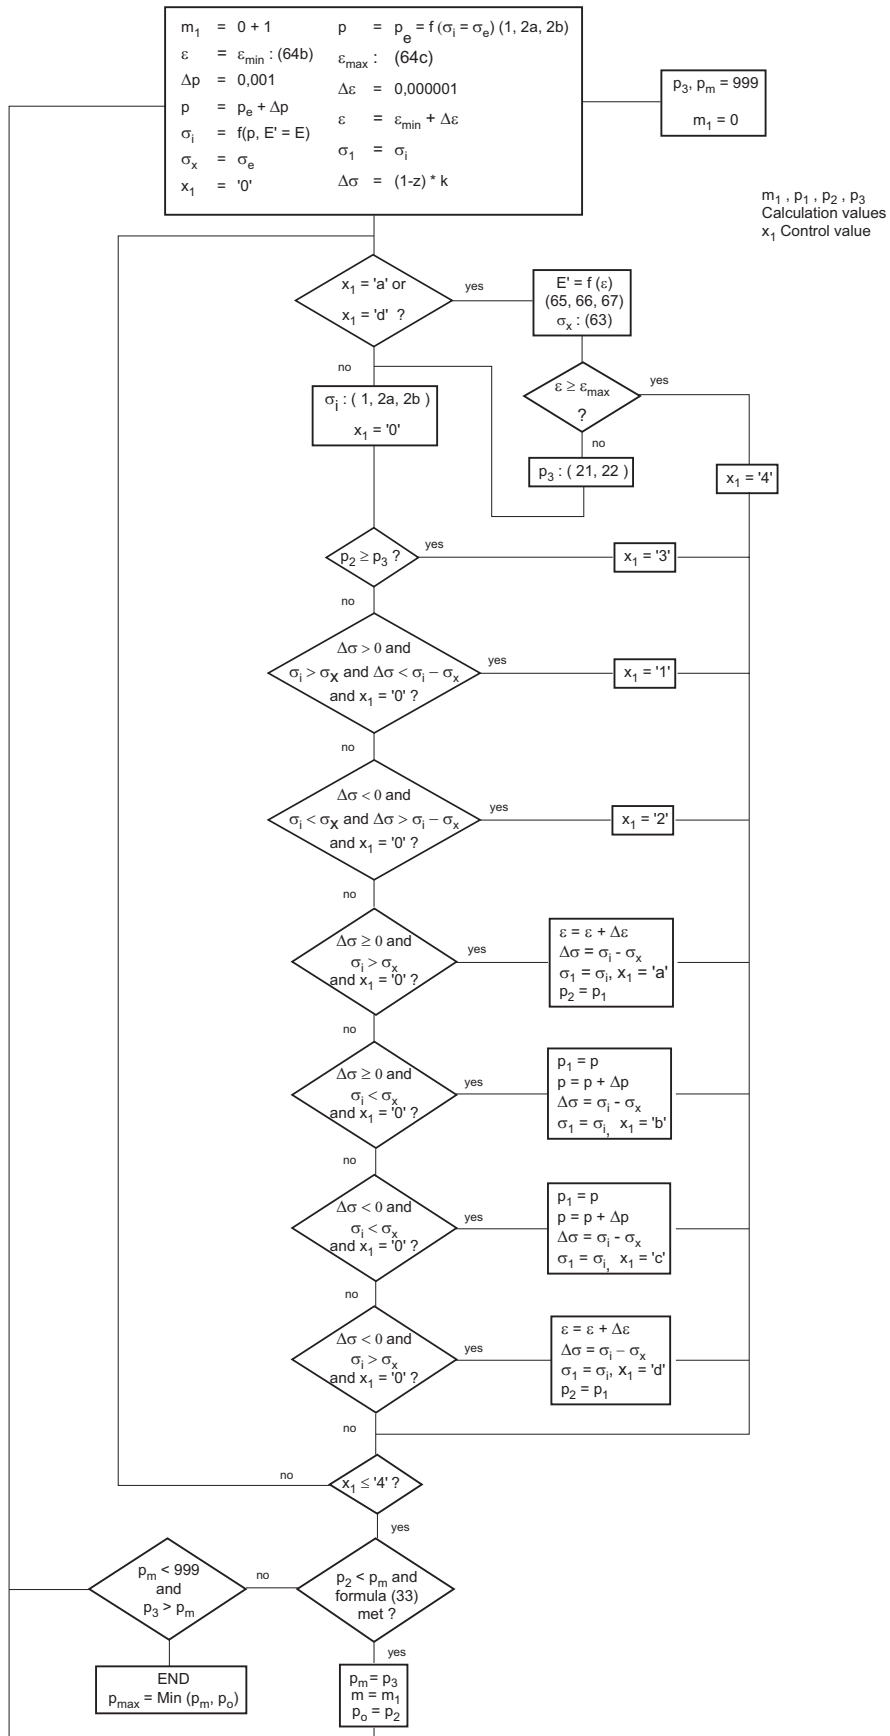 m₁ = 0 + 1
p = pₑ = f (σᵢ = σₑ) (1, 2a, 2b)
ε = ε_min : (64b)
ε_max : (64c)
Δp = 0,001
Δε = 0,000001
p = pₑ + Δp
ε = ε_min + Δε
σᵢ = f(p, E' = E)
σ₁ = σᵢ
σₓ = σₑ
Δσ = (1-z) * k
x₁ = '0'
p₃, pₘ = 999
m₁ = 0
m₁ , p₁ , p₂ , p₃
Calculation values
x₁ Control value
x₁ = 'a' or
x₁ = 'd' ?
yes
E' = f (ε)
(65, 66, 67)
σₓ : (63)
no
ε ≥ ε_max
?
yes
σᵢ : ( 1, 2a, 2b )
x₁ = '0'
no
p₃ : ( 21, 22 )
x₁ = '4'
p₂ ≥ p₃ ?
yes
x₁ = '3'
no
Δσ > 0 and
σᵢ > σₓ and Δσ < σᵢ – σₓ
and x₁ = '0' ?
yes
x₁ = '1'
no
Δσ < 0 and
σᵢ < σₓ and Δσ > σᵢ – σₓ
and x₁ = '0' ?
yes
x₁ = '2'
no
Δσ ≥ 0 and
σᵢ > σₓ
and x₁ = '0' ?
yes
ε = ε + Δε
Δσ = σᵢ - σₓ
σ₁ = σᵢ, x₁ = 'a'
p₂ = p₁
no
Δσ ≥ 0 and
σᵢ < σₓ
and x₁ = '0' ?
yes
p₁ = p
p = p + Δp
Δσ = σᵢ - σₓ
σ₁ = σᵢ, x₁ = 'b'
no
Δσ < 0 and
σᵢ < σₓ
and x₁ = '0' ?
yes
p₁ = p
p = p + Δp
Δσ = σᵢ - σₓ
σ₁ = σᵢ, x₁ = 'c'
no
Δσ < 0 and
σᵢ > σₓ
and x₁ = '0' ?
yes
ε = ε + Δε
Δσ = σᵢ – σₓ
σ₁ = σᵢ, x₁ = 'd'
p₂ = p₁
no
x₁ ≤ '4' ?
no
yes
pₘ < 999
and
p₃ > pₘ
no
p₂ < pₘ and
formula (33)
met ?
yes
END
p_max = Min (pₘ, pₒ)
pₘ = p₃
m = m₁
pₒ = p₂